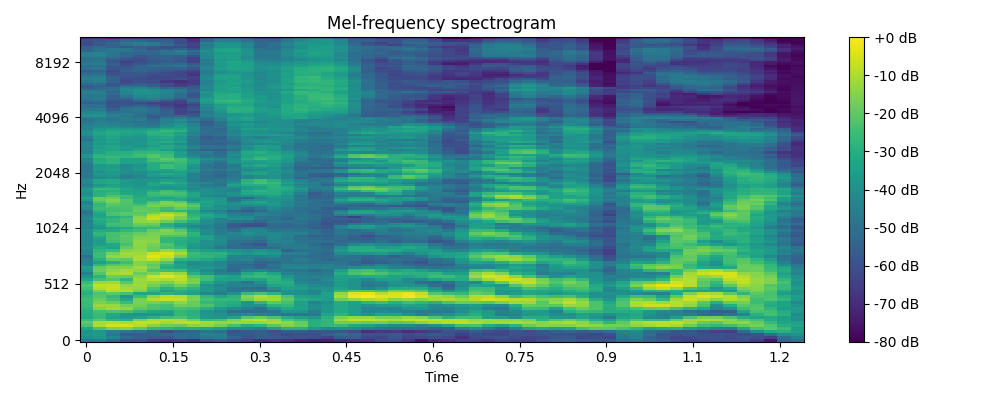 Mel-frequency spectrogram
8192
4096
2048
1024
512
0
Hz
0
0.15
0.3
0.45
0.6
0.75
0.9
1.1
1.2
Time
+0 dB
-10 dB
-20 dB
-30 dB
-40 dB
-50 dB
-60 dB
-70 dB
-80 dB